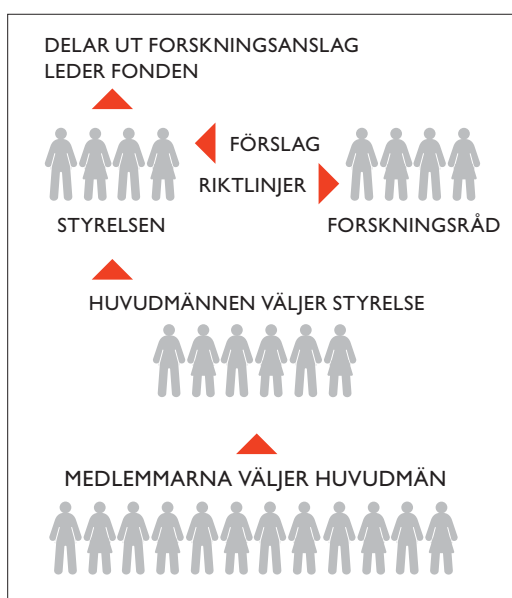 DELAR UT FORSKNINGSANSLAG
LEDER FONDEN
FÖRSLAG
RIKTLINJER
STYRELSEN
FORSKNINGSRÅD
HUVUDMÄNNEN VÄLJER STYRELSE
MEDLEMMARNA VÄLJER HUVUDMÄN